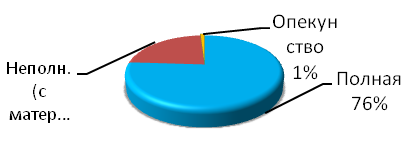 Опекун
ство
1%
Неполн.
(с
матер...
Полная
76%